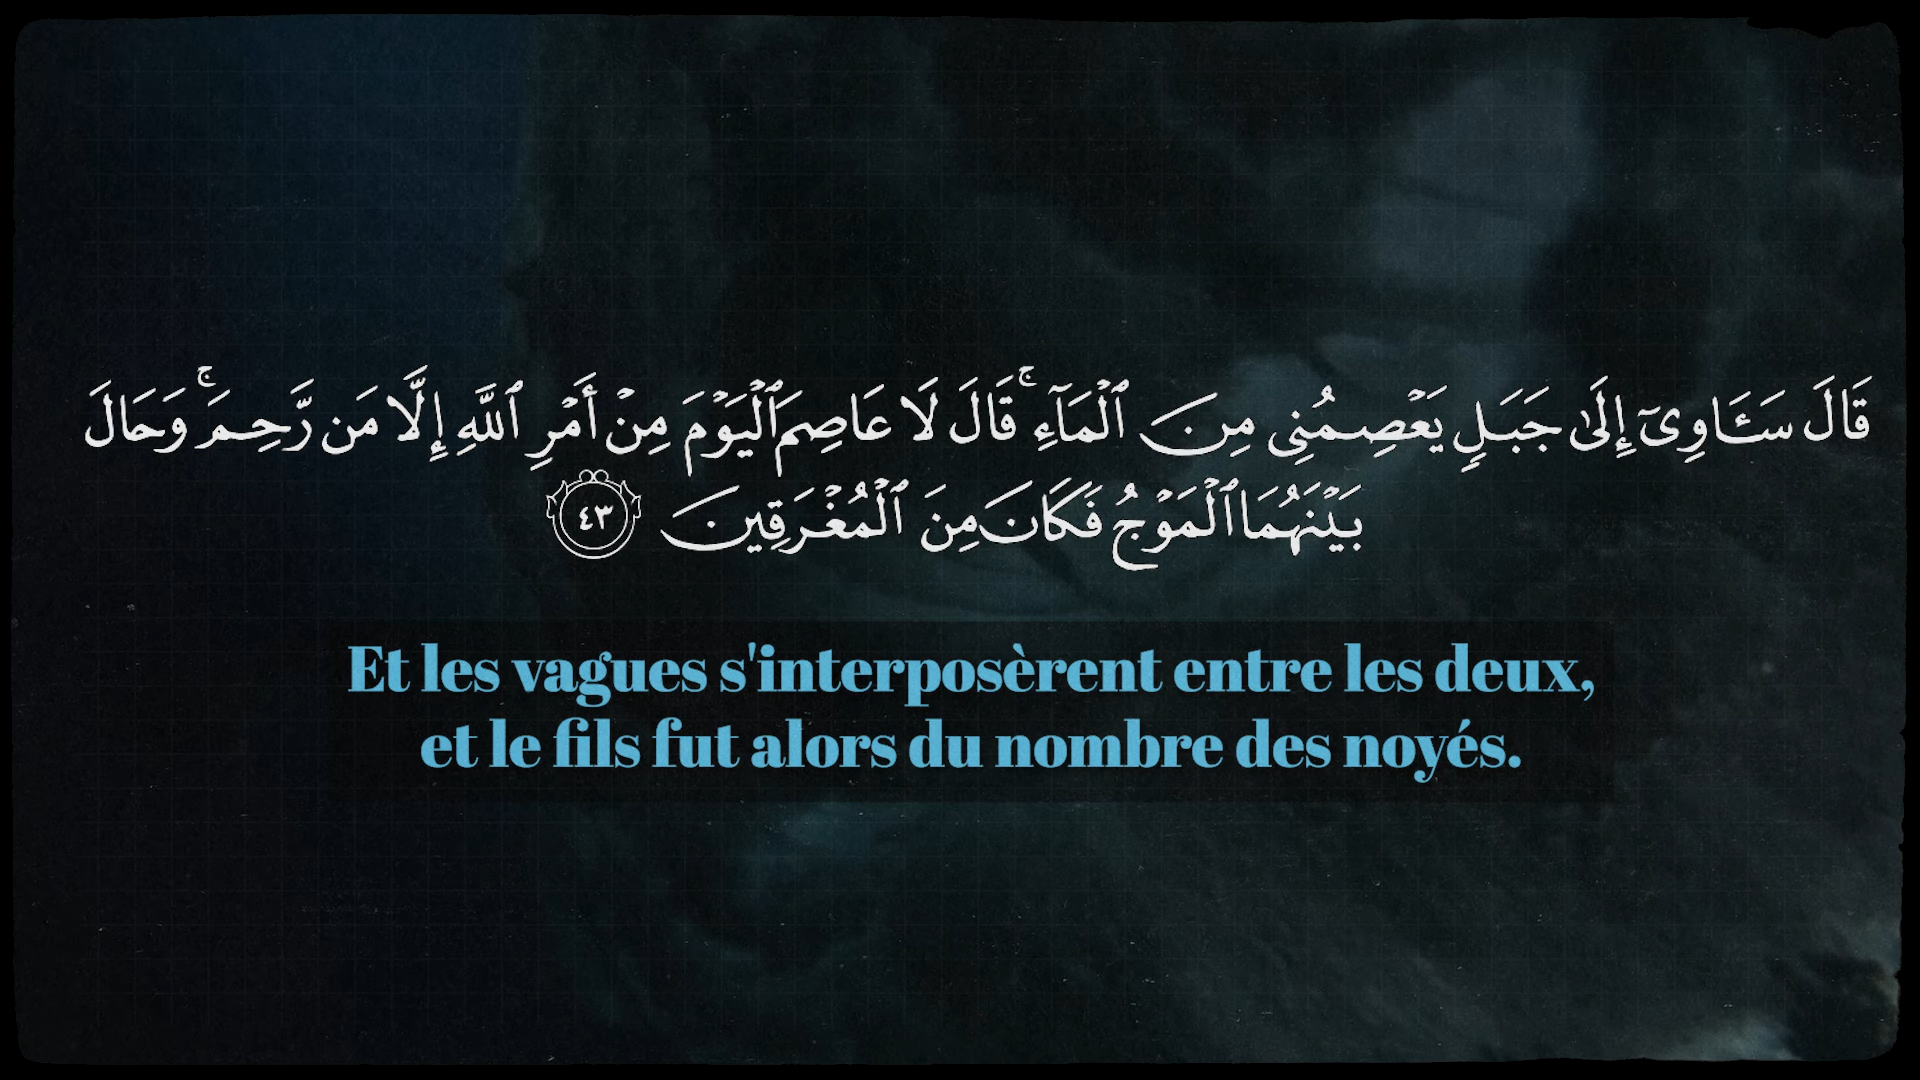 قَالَ سَـَٔاوِىٓ إِلَىٰ جَبَلٍ يَعْصِمُنِى مِنَ ٱلْمَآءِ ۚ قَالَ لَا عَاصِمَ ٱلْيَوْمَ مِنْ أَمْرِ ٱللَّهِ إِلَّا مَن رَّحِمَ ۚ وَحَالَ
بَيْنَهُمَا ٱلْمَوْجُ فَكَانَ مِنَ ٱلْمُغْرَقِينَ ٤٣
Et les vagues s'interposèrent entre les deux,
et le fils fut alors du nombre des noyés.